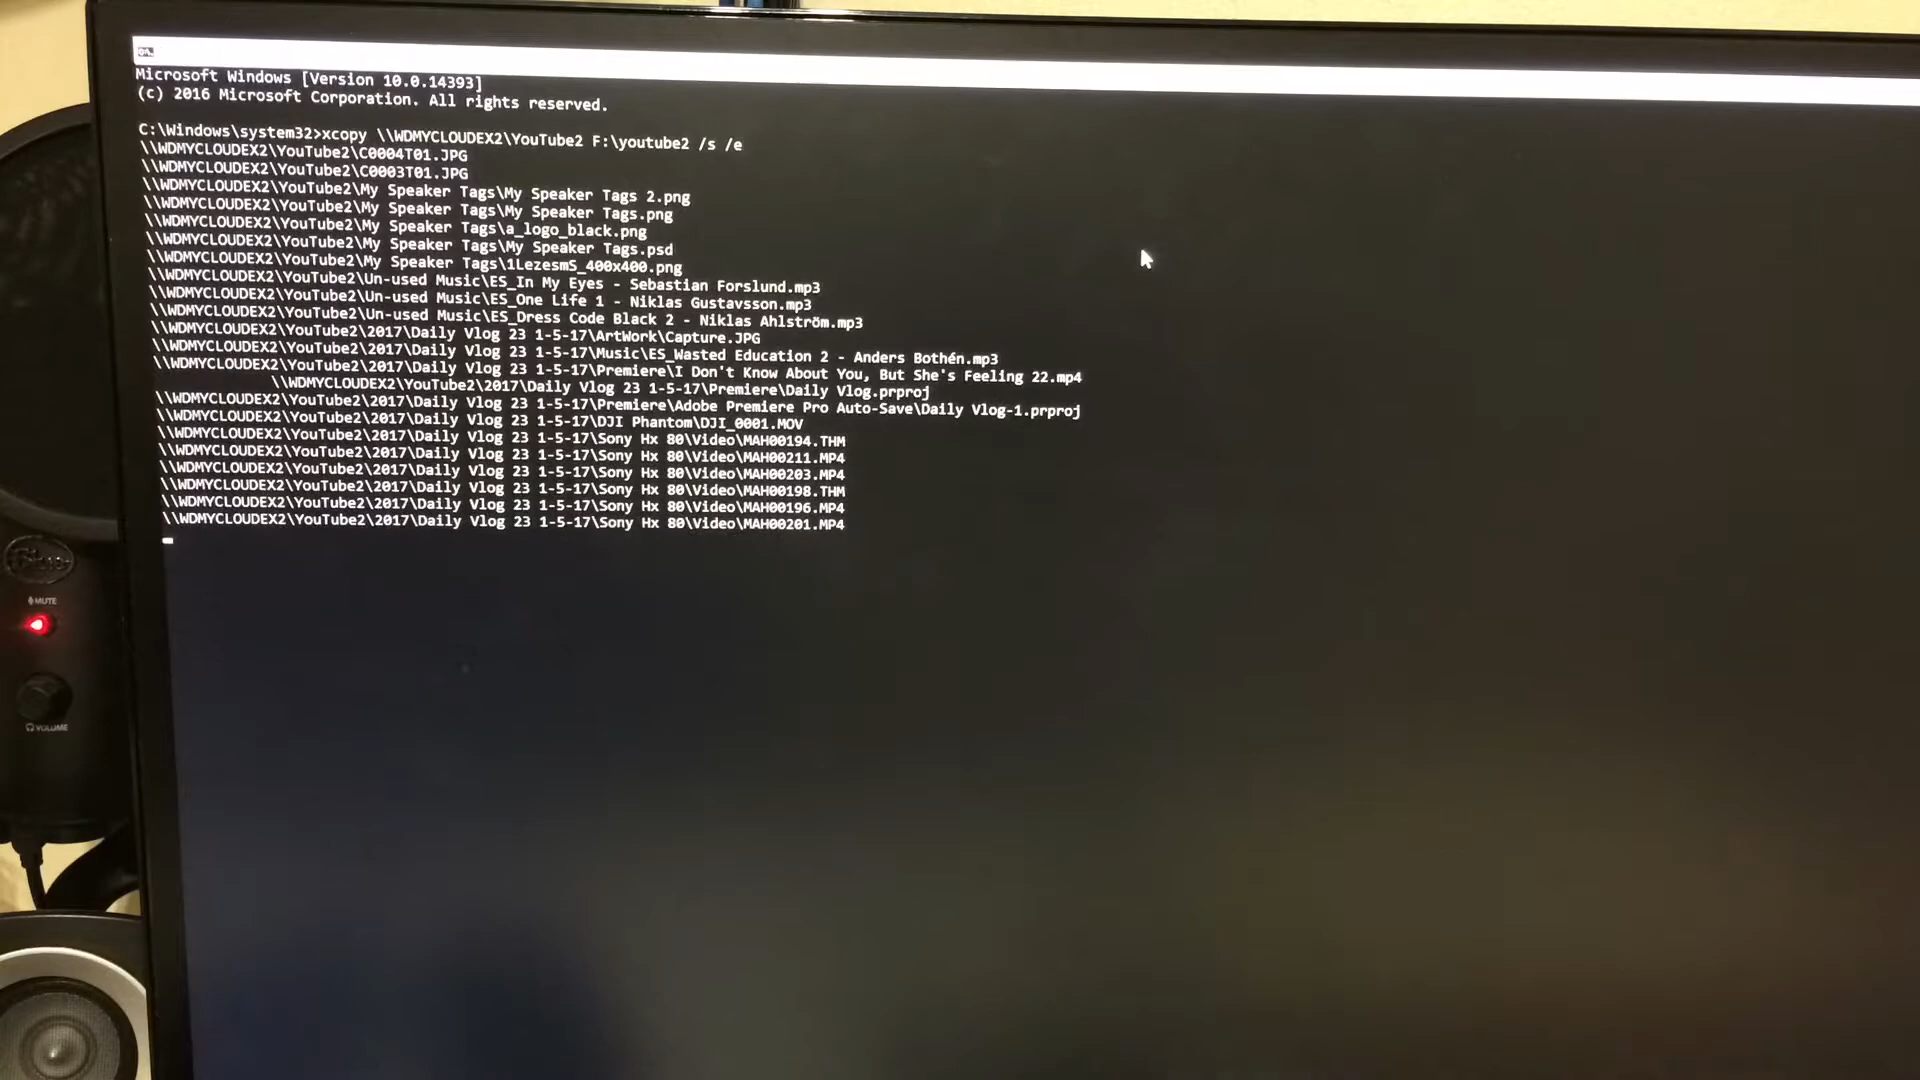 Microsoft Windows [Version 10.0.14393]
(c) 2016 Microsoft Corporation. All rights reserved.
C:\Windows\system32>xcopy \\WDMYCLOUDEX2\YouTube2 F:\youtube2 /s /e
\\WDMYCLOUDEX2\YouTube2\C0004T01.JPG
\\WDMYCLOUDEX2\YouTube2\C0003T01.JPG
\\WDMYCLOUDEX2\YouTube2\My Speaker Tags\My Speaker Tags 2.png
\\WDMYCLOUDEX2\YouTube2\My Speaker Tags\My Speaker Tags.png
\\WDMYCLOUDEX2\YouTube2\My Speaker Tags\a_logo_black.png
\\WDMYCLOUDEX2\YouTube2\My Speaker Tags\My Speaker Tags.psd
\\WDMYCLOUDEX2\YouTube2\My Speaker Tags\1LezesmS_400x400.png
\\WDMYCLOUDEX2\YouTube2\Un-used Music\ES_In My Eyes - Sebastian Forslund.mp3
\\WDMYCLOUDEX2\YouTube2\Un-used Music\ES_One Life 1 - Niklas Gustavsson.mp3
\\WDMYCLOUDEX2\YouTube2\Un-used Music\ES_Dress Code Black 2 - Niklas Ahlström.mp3
\\WDMYCLOUDEX2\YouTube2\2017\Daily Vlog 23 1-5-17\ArtWork\Capture.JPG
\\WDMYCLOUDEX2\YouTube2\2017\Daily Vlog 23 1-5-17\Music\ES_Wasted Education 2 - Anders Bothén.mp3
\\WDMYCLOUDEX2\YouTube2\2017\Daily Vlog 23 1-5-17\Premiere\I Don't Know About You, But She's Feeling 22.mp4
\\WDMYCLOUDEX2\YouTube2\2017\Daily Vlog 23 1-5-17\Premiere\Daily Vlog.prproj
\\WDMYCLOUDEX2\YouTube2\2017\Daily Vlog 23 1-5-17\Premiere\Adobe Premiere Pro Auto-Save\Daily Vlog-1.prproj
\\WDMYCLOUDEX2\YouTube2\2017\Daily Vlog 23 1-5-17\DJI Phantom\DJI_0001.MOV
\\WDMYCLOUDEX2\YouTube2\2017\Daily Vlog 23 1-5-17\Sony Hx 80\Video\MAH00194.THM
\\WDMYCLOUDEX2\YouTube2\2017\Daily Vlog 23 1-5-17\Sony Hx 80\Video\MAH00211.MP4
\\WDMYCLOUDEX2\YouTube2\2017\Daily Vlog 23 1-5-17\Sony Hx 80\Video\MAH00203.MP4
\\WDMYCLOUDEX2\YouTube2\2017\Daily Vlog 23 1-5-17\Sony Hx 80\Video\MAH00198.THM
\\WDMYCLOUDEX2\YouTube2\2017\Daily Vlog 23 1-5-17\Sony Hx 80\Video\MAH00196.MP4
\\WDMYCLOUDEX2\YouTube2\2017\Daily Vlog 23 1-5-17\Sony Hx 80\Video\MAH00201.MP4
MUTE
VOLUME